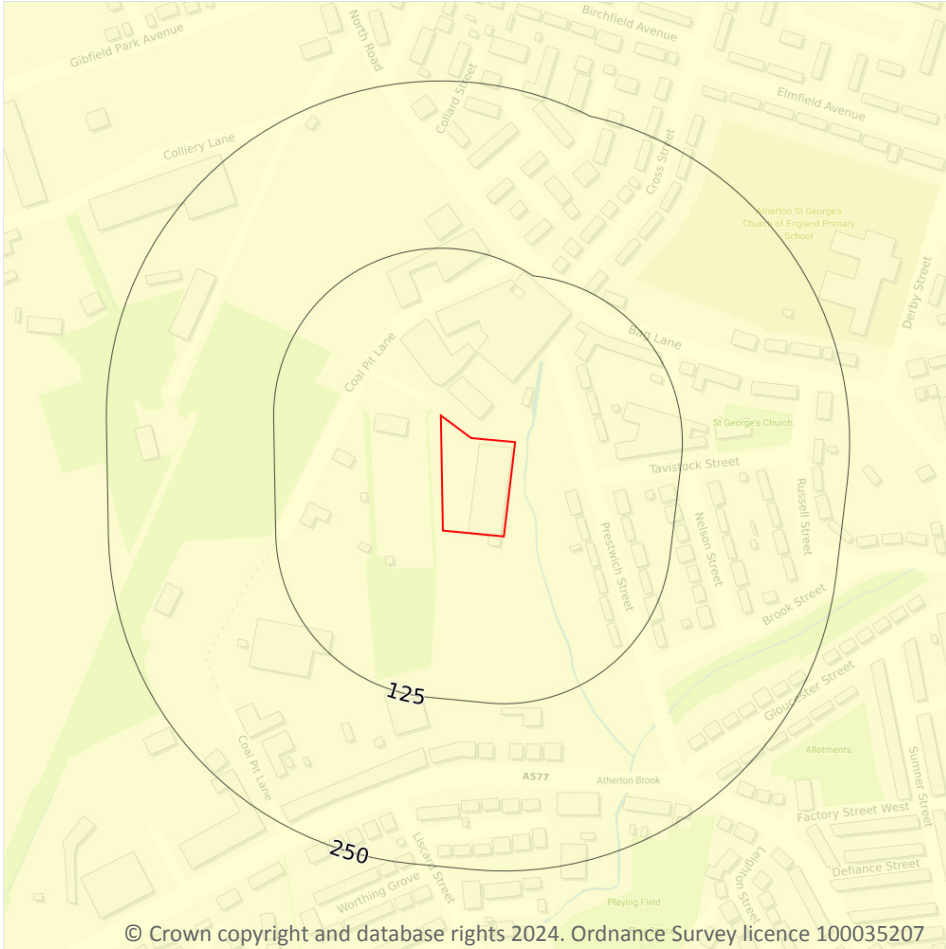 Birchfield Avenue
Gibfield Park Avenue
North Road
Collard Street
Elmfield Avenue
Colliery Lane
Cross Street
Atherton St George's
Church of England Primary
School
Derby Street
Bag Lane
Coal Pit Lane
St George's Church
Tavistock Street
Russell Street
Nelson Street
Prestwich Street
Brook Street
Gloucester Street
125
Coal Pit Lane
A577
Atherton Brook
Allotments
Sumner Street
Factory Street West
250
Liscard Street
Worthing Grove
Leighton Street
Defiance Street
Playing Field
© Crown copyright and database rights 2024. Ordnance Survey licence 100035207